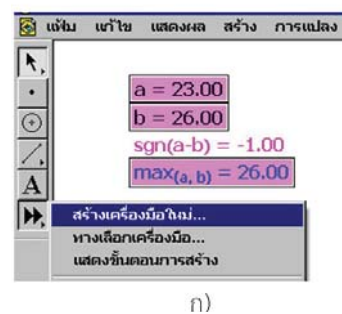 แฟ้ม แก้ไข แสดงผล สร้าง การแปลง
a = 23.00
b = 26.00
sgn(a-b) = -1.00
max(a, b) = 26.00
A
สร้างเครื่องมือใหม่...
ทางเลือกเครื่องมือ...
แสดงขั้นตอนการสร้าง
ก)